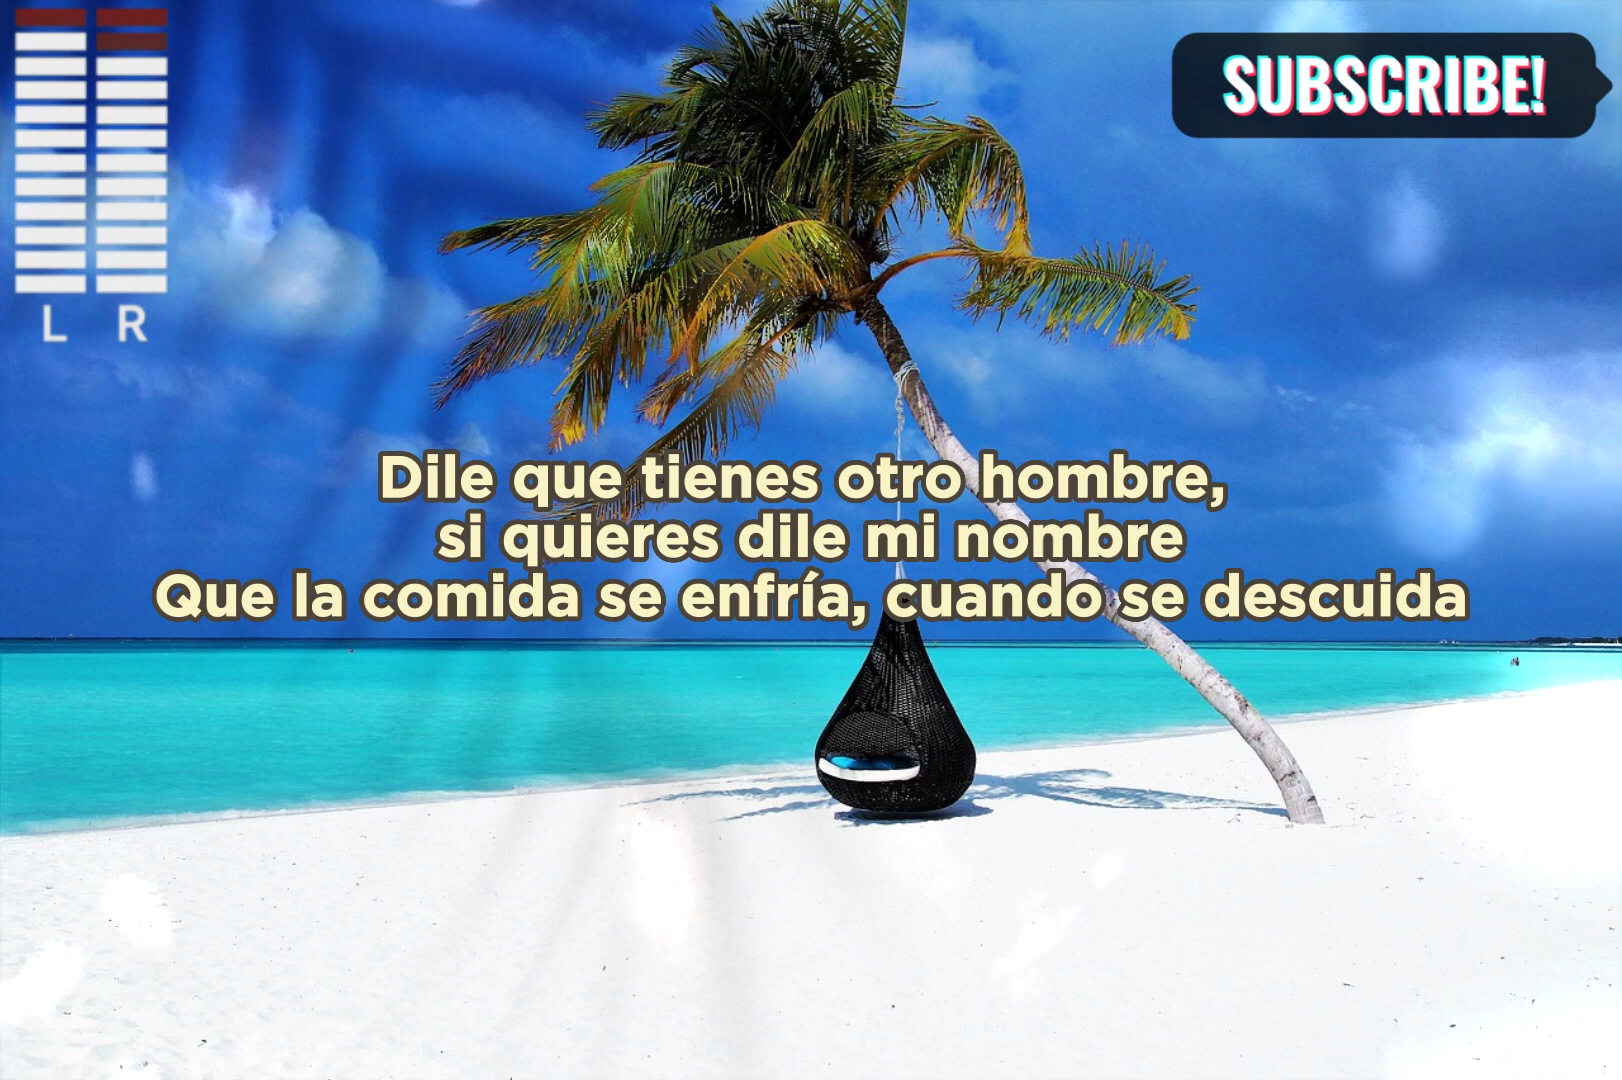 SUBSCRIBE!
L R
Dile que tienes otro hombre,
si quieres dile mi nombre
Que la comida se enfría, cuando se descuida